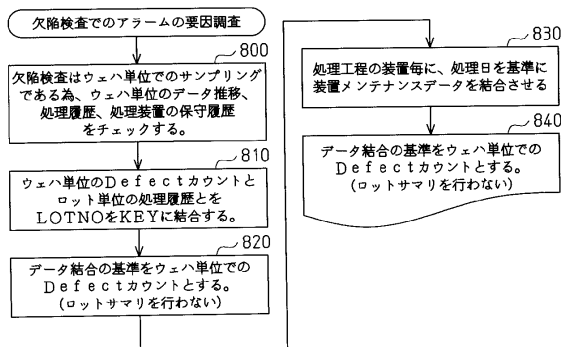 欠陥検査でのアラームの要因調査
800
欠陥検査はウェハ単位でのサンプリング
である為、ウェハ単位のデータ推移、
処理履歴、処理装置の保守履歴
をチェックする。
810
ウェハ単位のDefectカウントと
ロット単位の処理履歴とを
LOTNOをKEYに結合する。
820
データ結合の基準をウェハ単位での
Defectカウントとする。
(ロットサマリを行わない)
830
処理工程の装置毎に、処理日を基準に
装置メンテナンスデータを結合させる
840
データ結合の基準をウェハ単位での
Defectカウントとする。
(ロットサマリを行わない)